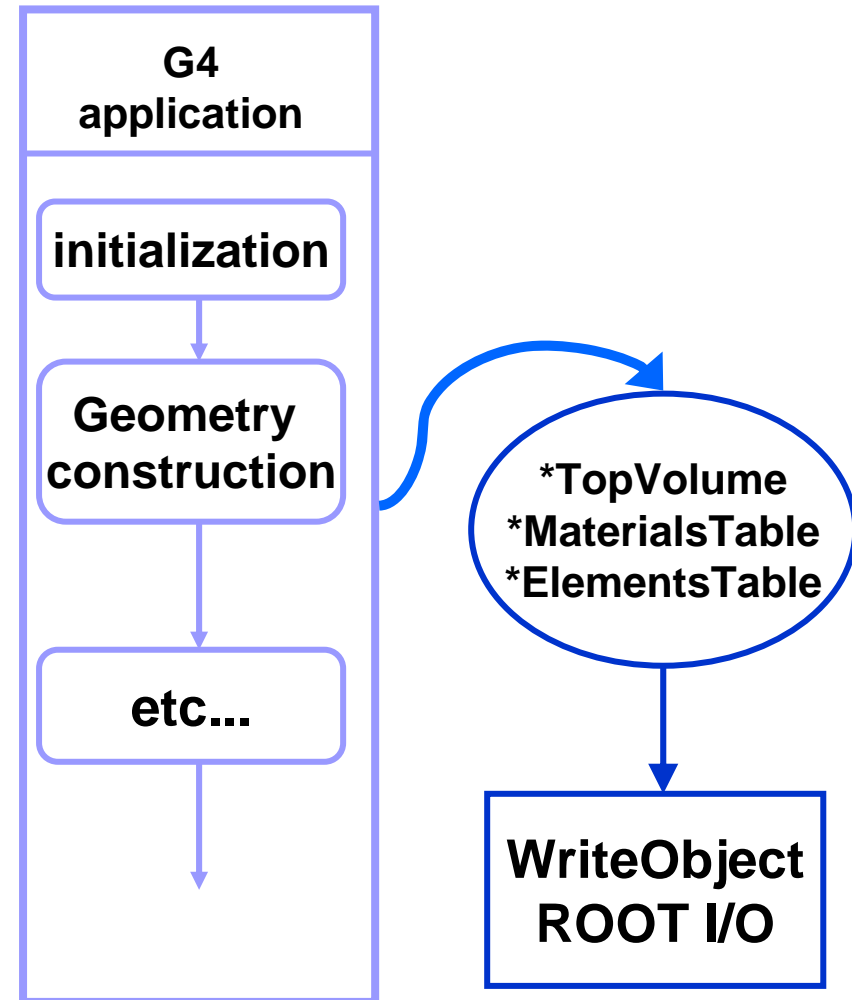 G4
application
initialization
Geometry
construction
etc...
*TopVolume
*MaterialsTable
*ElementsTable
WriteObject
ROOT I/O